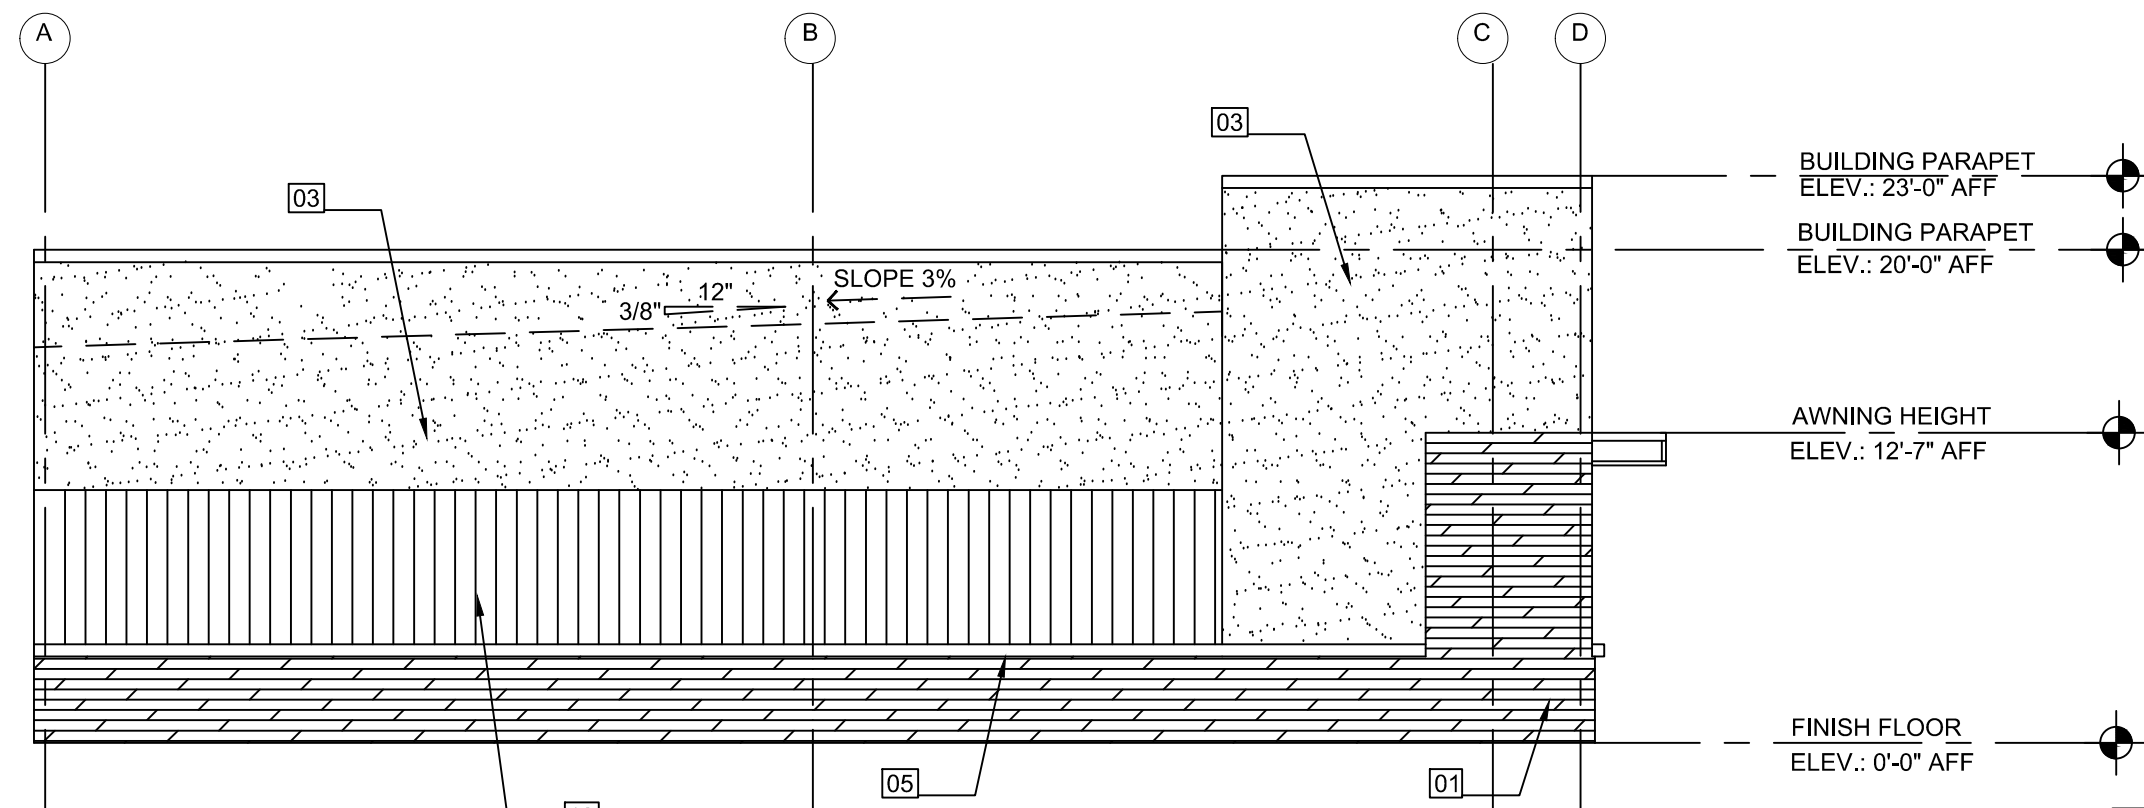 A
B
C
D
03
03
BUILDING PARAPET
ELEV.: 23'-0" AFF
BUILDING PARAPET
ELEV.: 20'-0" AFF
SLOPE 3%
12"
3/8"
AWNING HEIGHT
ELEV.: 12'-7" AFF
FINISH FLOOR
ELEV.: 0'-0" AFF
05
01